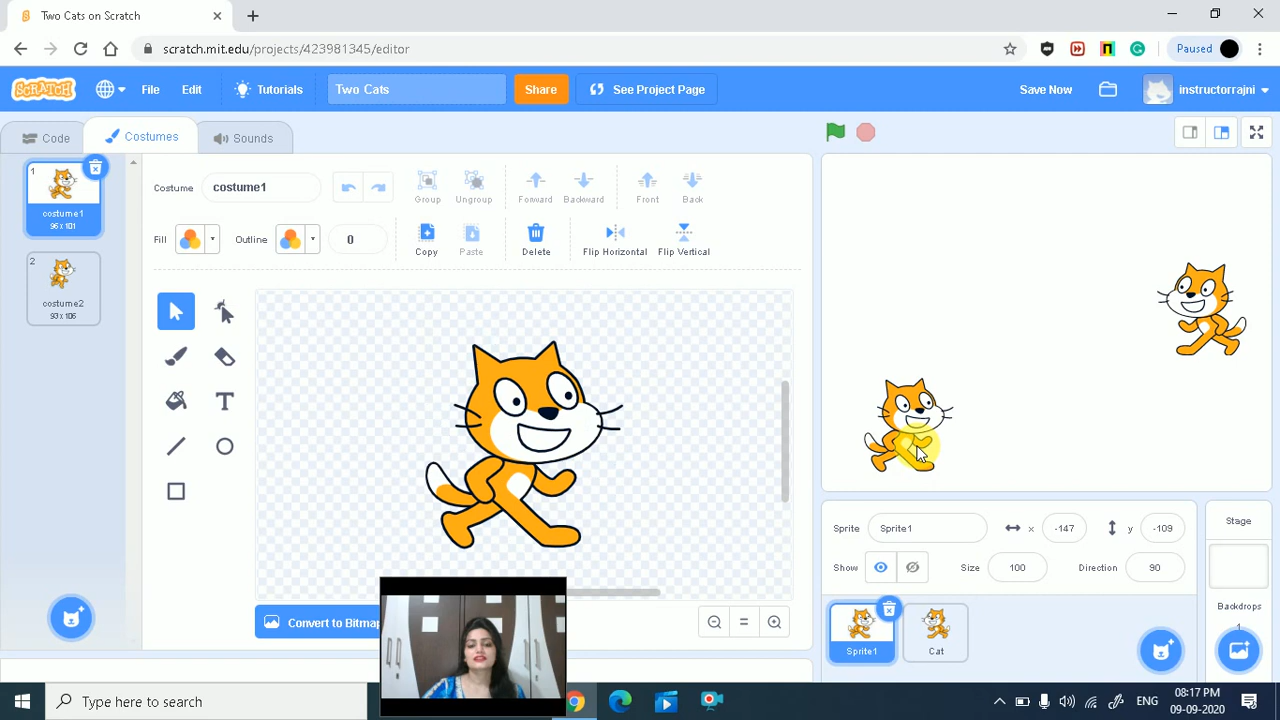 Two Cats on Scratch
scratch.mit.edu/projects/423981345/editor
Paused
SCRATCH
File
Edit
Tutorials
Two Cats
Share
See Project Page
Save Now
instructorrajni
Code
Costumes
Sounds
1
costume1
96 x 101
2
costume2
93 x 106
Costume
costume1
Group
Ungroup
Forward
Backward
Front
Back
Fill
Outline
0
Copy
Paste
Delete
Flip Horizontal
Flip Vertical
T
Convert to Bitmap
Sprite
Sprite1
x
-147
y
-109
Show
Size
100
Direction
90
Sprite1
Cat
Stage
Backdrops
1
Type here to search
ENG
08:17 PM
09-09-2020